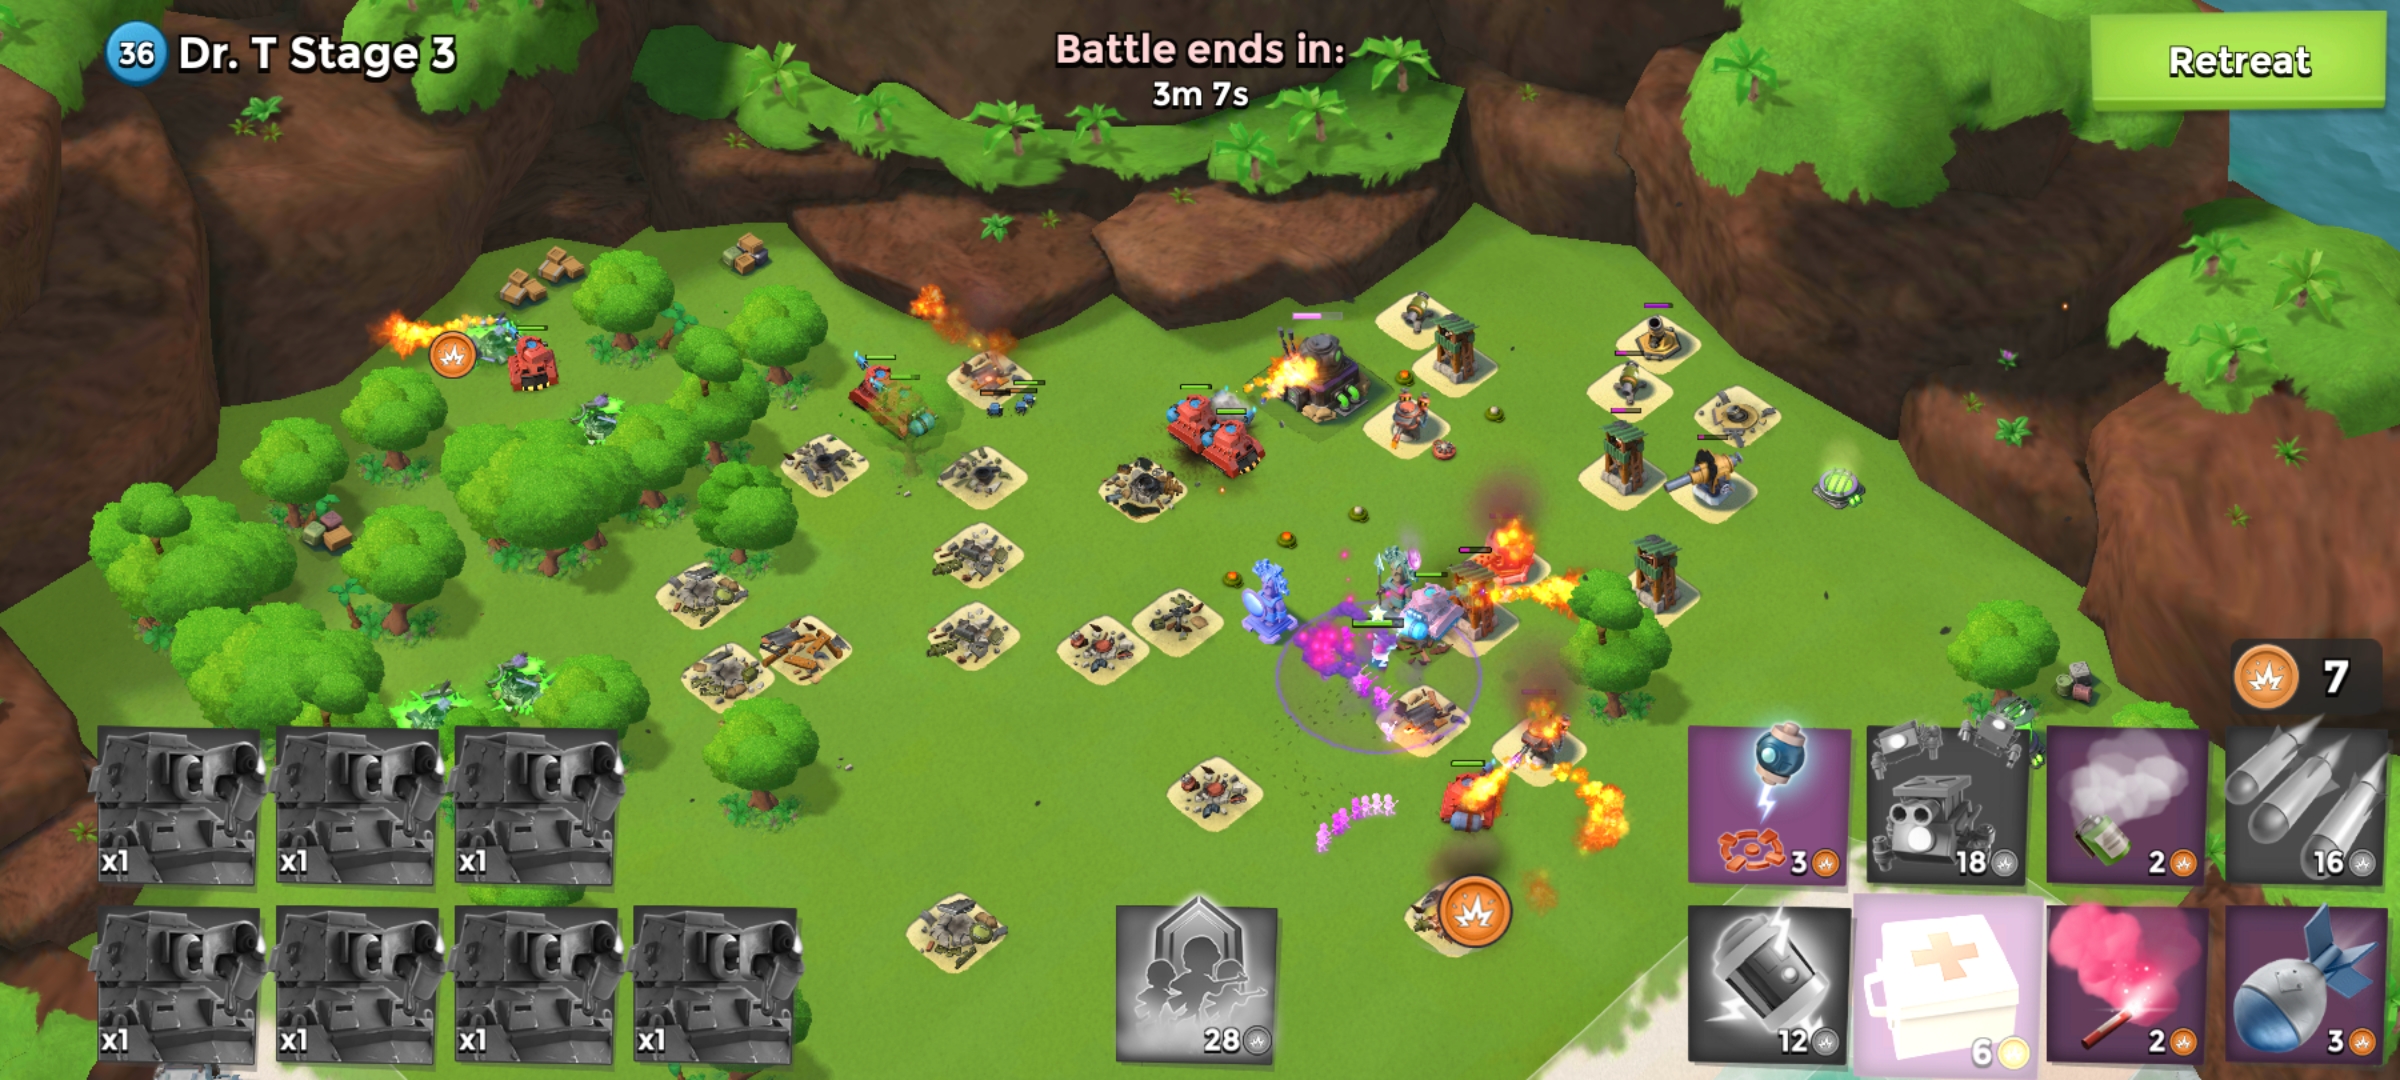 36 Dr. T Stage 3
Battle ends in:
3m 7s
Retreat
7
x1 x1 x1
3 18 2 16
x1 x1 x1 x1
28
12 6 2 3